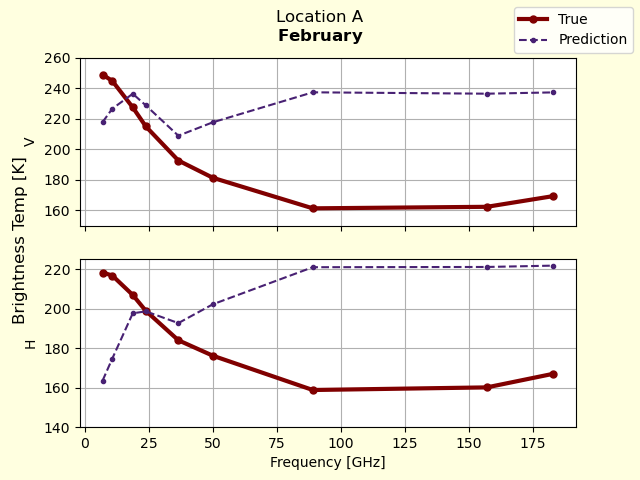 Location A
February
True
Prediction
260
240
220
200
180
160
V
Brightness Temp [K]
220
200
180
160
140
H
0
25
50
75
100
125
150
175
Frequency [GHz]